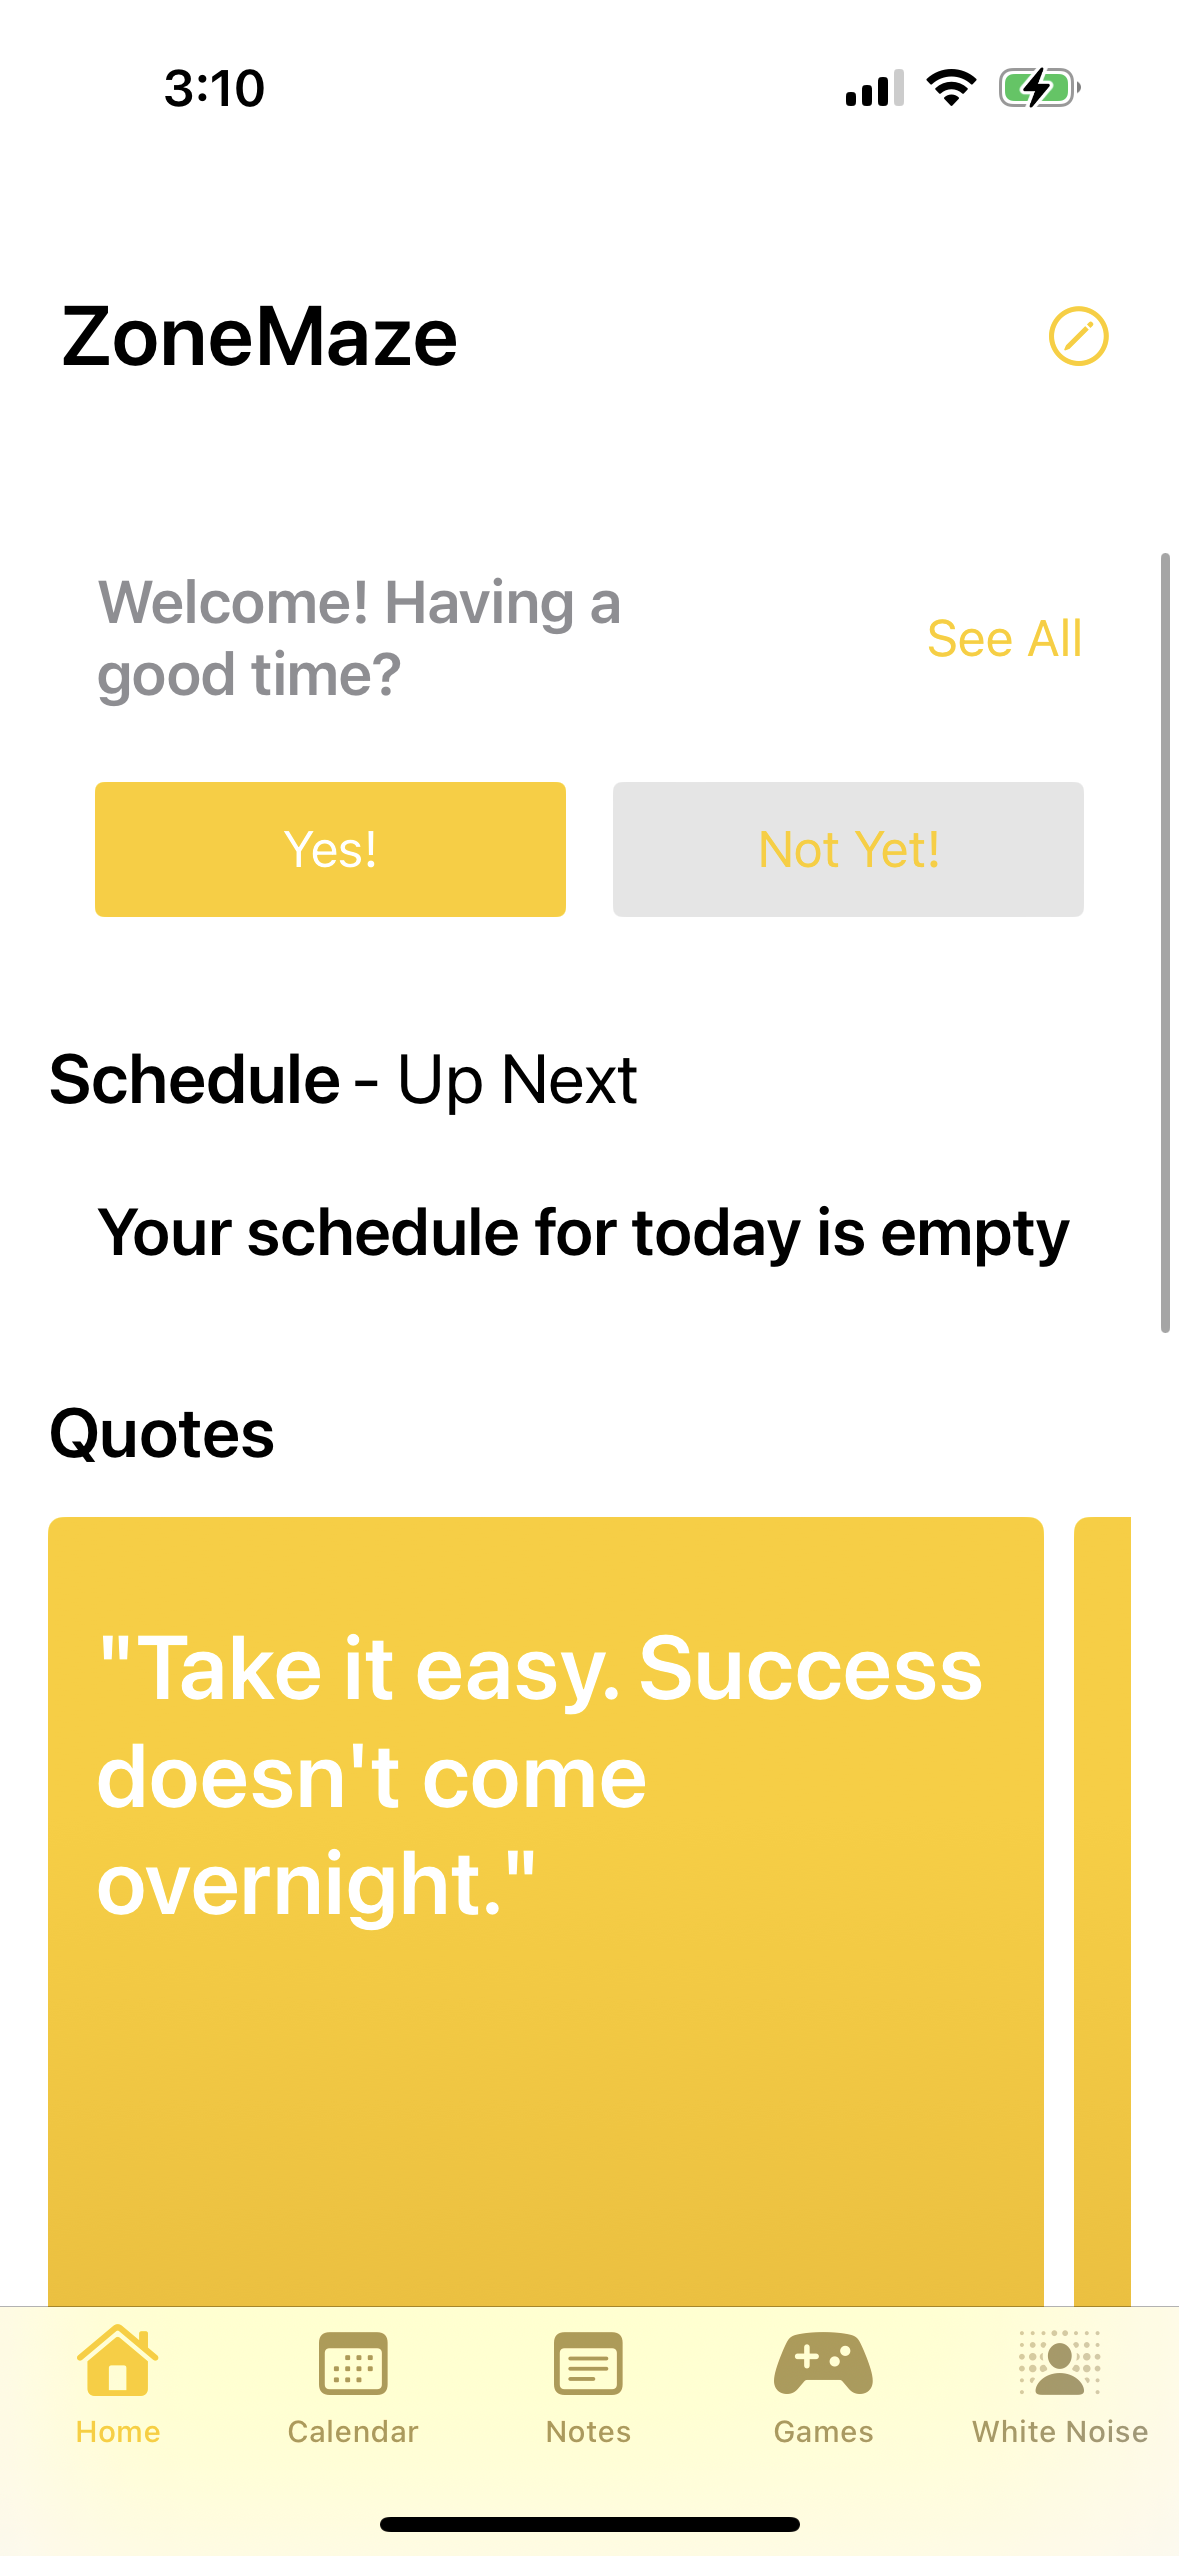 3:10
ZoneMaze
Welcome! Having a
good time?
See All
Yes!
Not Yet!
Schedule - Up Next
Your schedule for today is empty
Quotes
"Take it easy. Success
doesn't come
overnight."
Home
Calendar
Notes
Games
White Noise